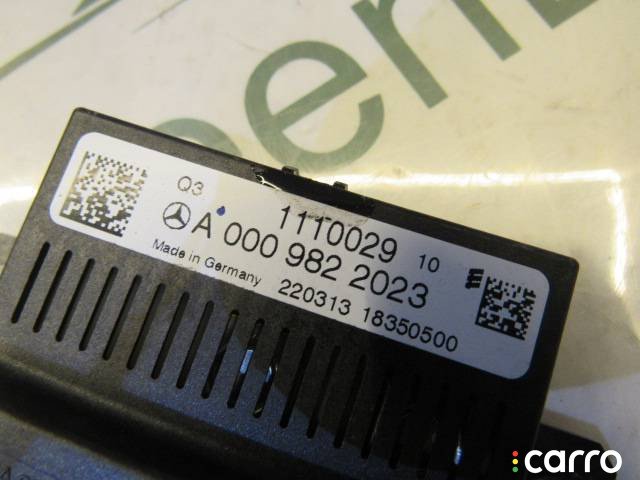 Q3
1110029 10
A 000 982 2023
Made in Germany
220313 18350500
carro